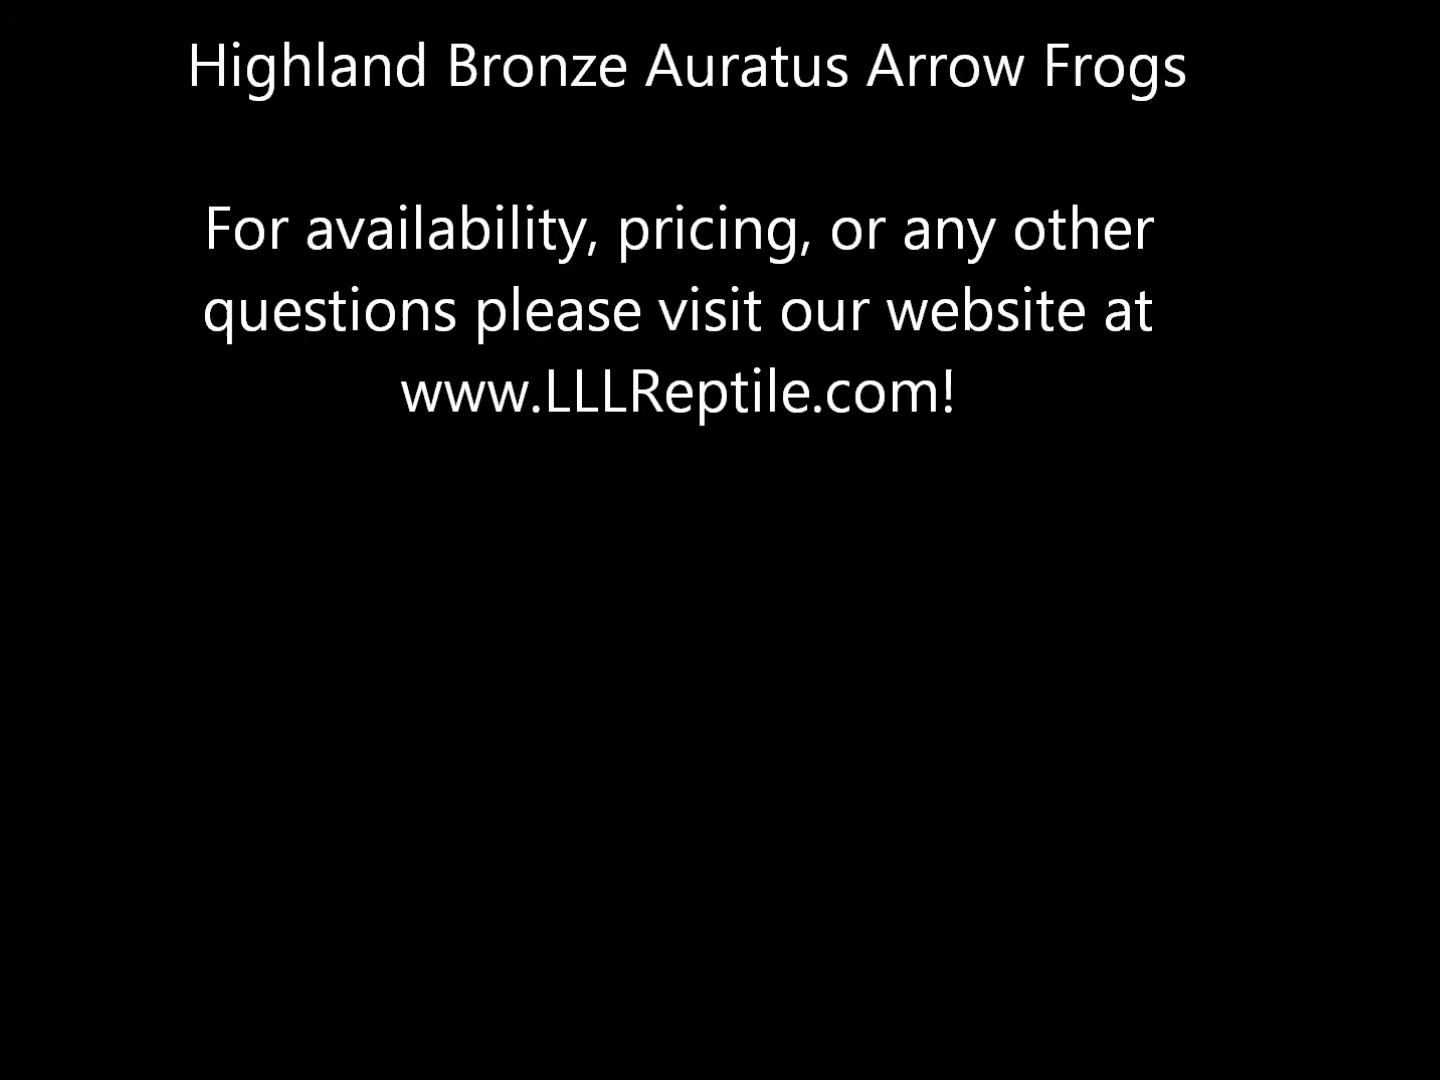 Highland Bronze Auratus Arrow Frogs
For availability, pricing, or any other
questions please visit our website at
www.LLLReptile.com!